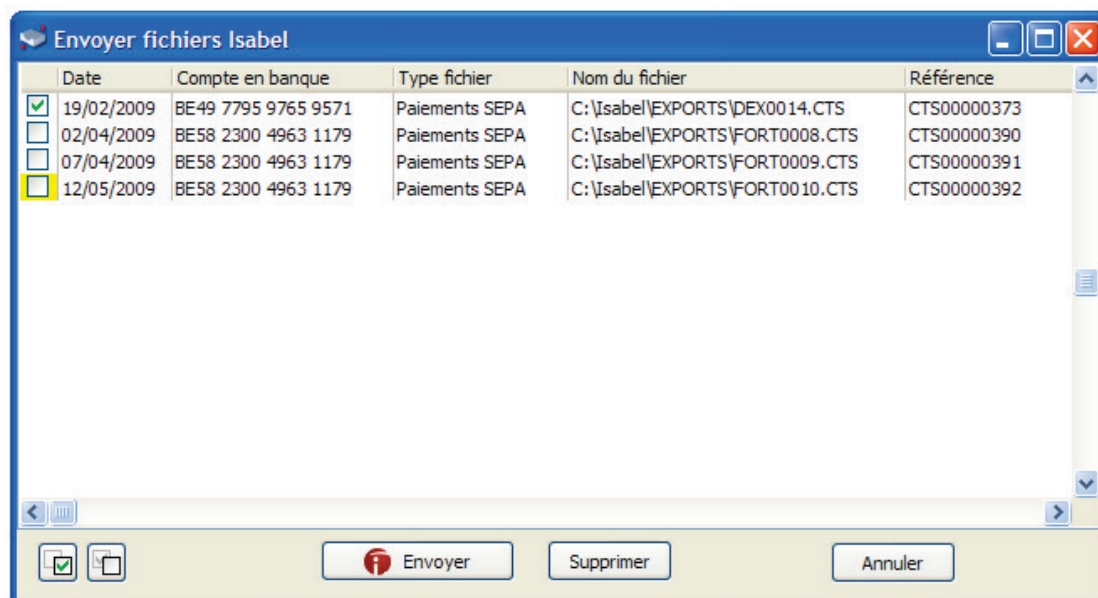 Envoyer fichiers Isabel
Date Compte en banque Type fichier Nom du fichier Référence
19/02/2009 BE49 7795 9765 9571 Paiements SEPA C:\Isabel\EXPORTS\DEX0014.CTS CTS00000373
02/04/2009 BE58 2300 4963 1179 Paiements SEPA C:\Isabel\EXPORTS\FORT0008.CTS CTS00000390
07/04/2009 BE58 2300 4963 1179 Paiements SEPA C:\Isabel\EXPORTS\FORT0009.CTS CTS00000391
12/05/2009 BE58 2300 4963 1179 Paiements SEPA C:\Isabel\EXPORTS\FORT0010.CTS CTS00000392
Envoyer Supprimer Annuler